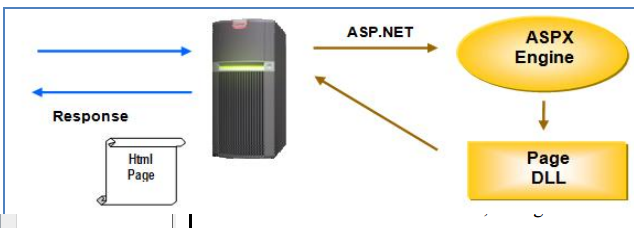 ASP.NET
ASPX
Engine
Response
Html
Page
Page
DLL